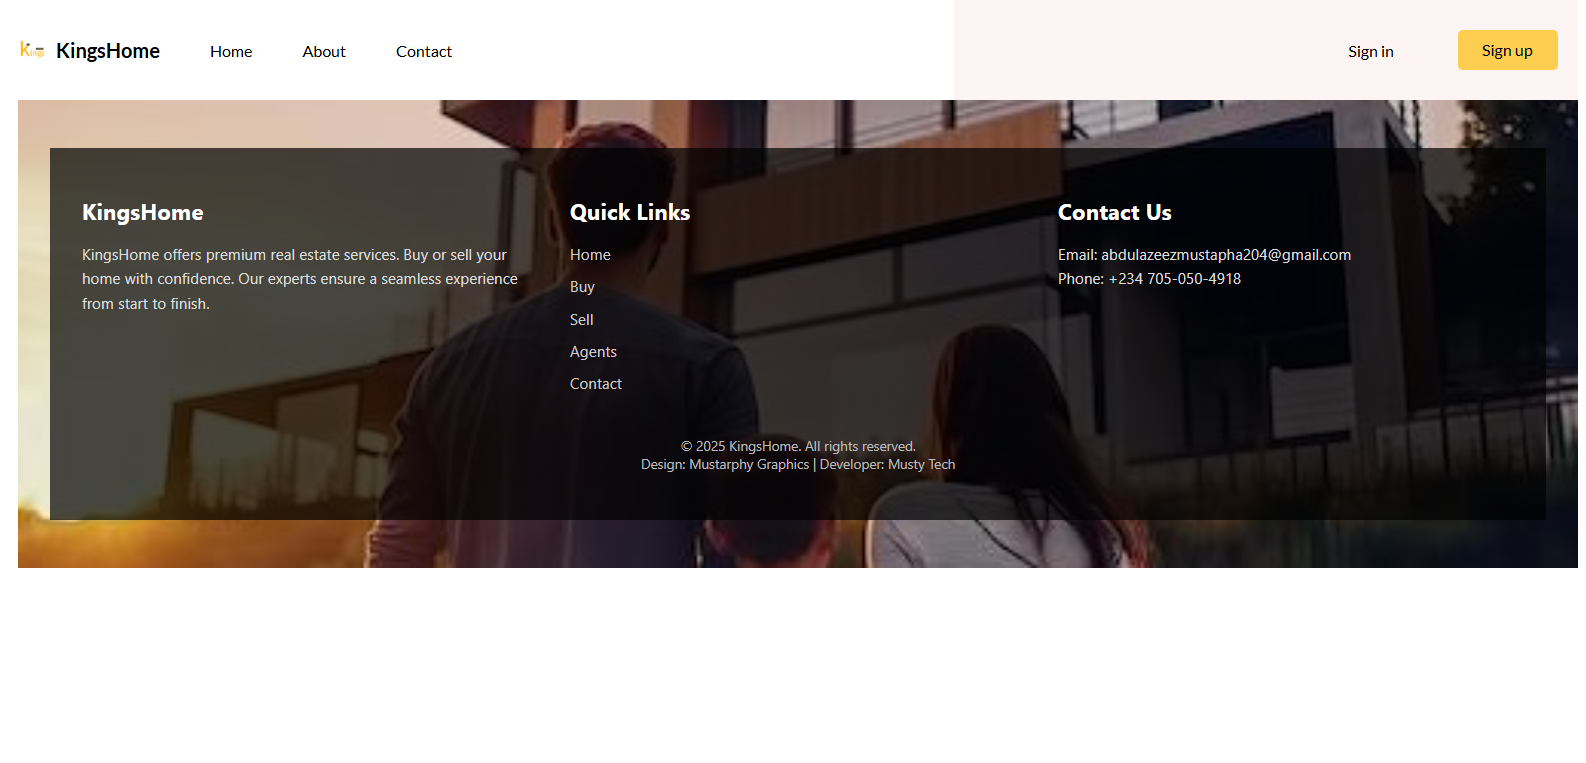 Kings KingsHome Home About Contact Sign in Sign up
KingsHome
KingsHome offers premium real estate services. Buy or sell your
home with confidence. Our experts ensure a seamless experience
from start to finish.
Quick Links
Home
Buy
Sell
Agents
Contact
Contact Us
Email: abdulazeezmustapha204@gmail.com
Phone: +234 705-050-4918
© 2025 KingsHome. All rights reserved.
Design: Mustarphy Graphics | Developer: Musty Tech